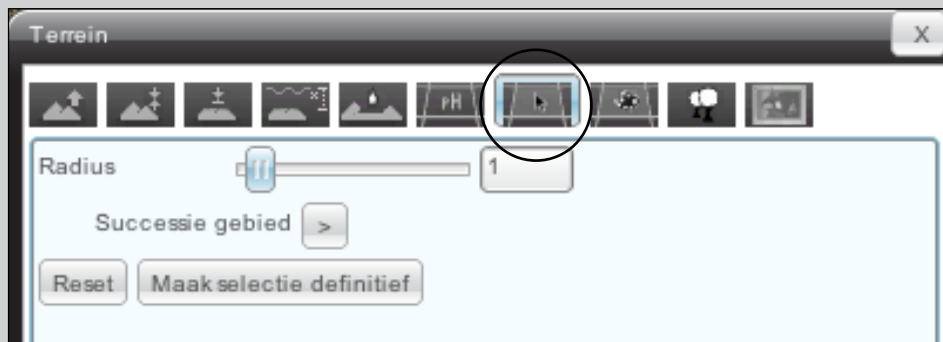 Terrein X
pH
Radius 1
Successie gebied >
Reset Maak selectie definitief